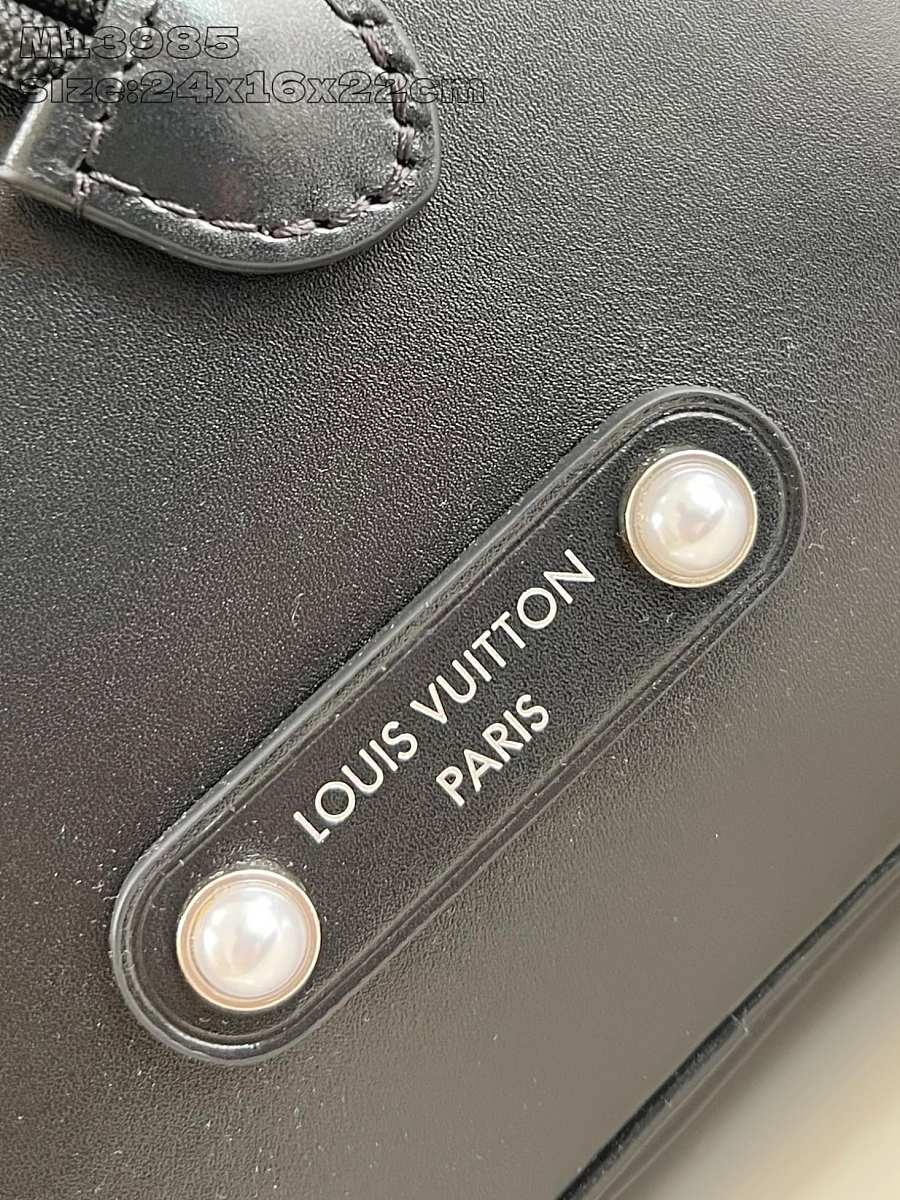 M13985
size:24x16x22cm
LOUIS VUITTON
PARIS